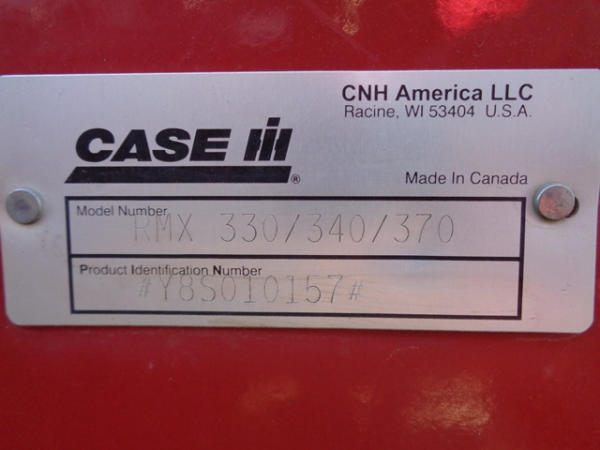 CNH America LLC
Racine, WI 53404 U.S.A.
CASE IH
®
Made In Canada
Model Number
RMX 330/340/370
Product Identification Number
#Y8S010157#